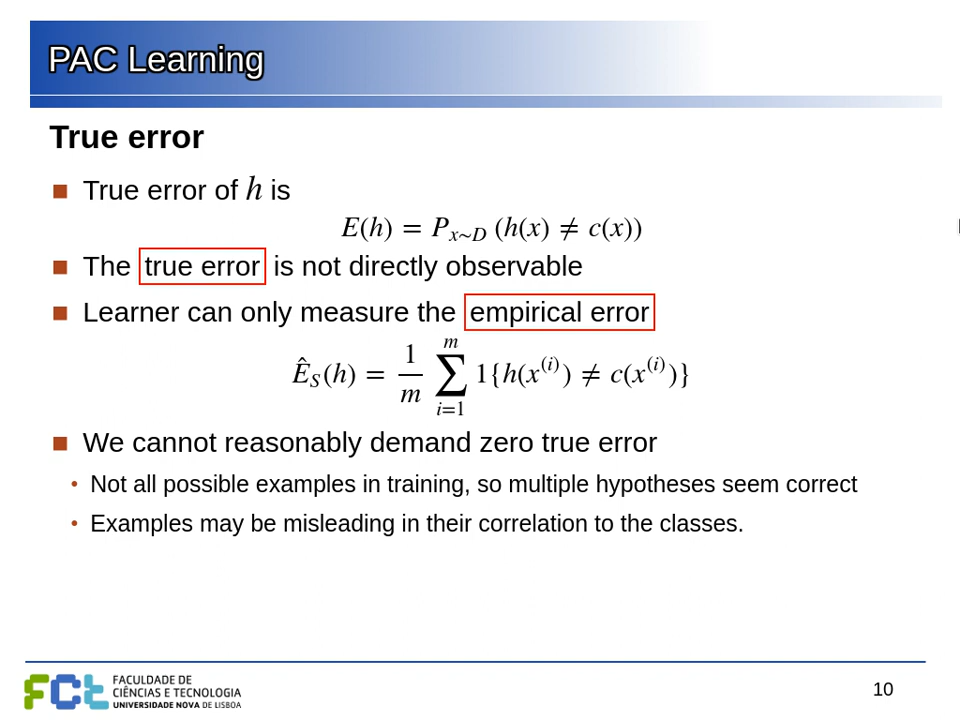 PAC Learning
True error
■ True error of h is
E(h) = P_{x∼D} (h(x) ≠ c(x))
■ The true error is not directly observable
■ Learner can only measure the empirical error
Ê_S(h) = \frac{1}{m} \sum_{i=1}^{m} 1{h(x^{(i)}) ≠ c(x^{(i)})}
■ We cannot reasonably demand zero true error
• Not all possible examples in training, so multiple hypotheses seem correct
• Examples may be misleading in their correlation to the classes.
FCt FACULDADE DE
CIÊNCIAS E TECNOLOGIA
UNIVERSIDADE NOVA DE LISBOA
10